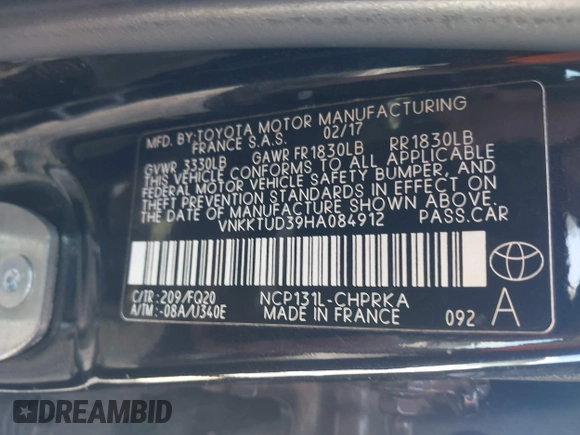 MFD. BY:TOYOTA MOTOR MANUFACTURING
FRANCE S.A.S. 02/17
GVWR 3330LB GAWR FR1830LB RR1830LB
THIS VEHICLE CONFORMS TO ALL APPLICABLE
FEDERAL MOTOR VEHICLE SAFETY BUMPER, AND
THEFT PREVENTION STANDARDS IN EFFECT ON
THE DATE OF MANUFACTURE SHOWN ABOVE.
VNKKTUD39HA084912 PASS.CAR
C/TR: 209/FQ20 NCP131L-CHPRKA
A/TM: -08A/U340E MADE IN FRANCE 092 A
DREAMBID